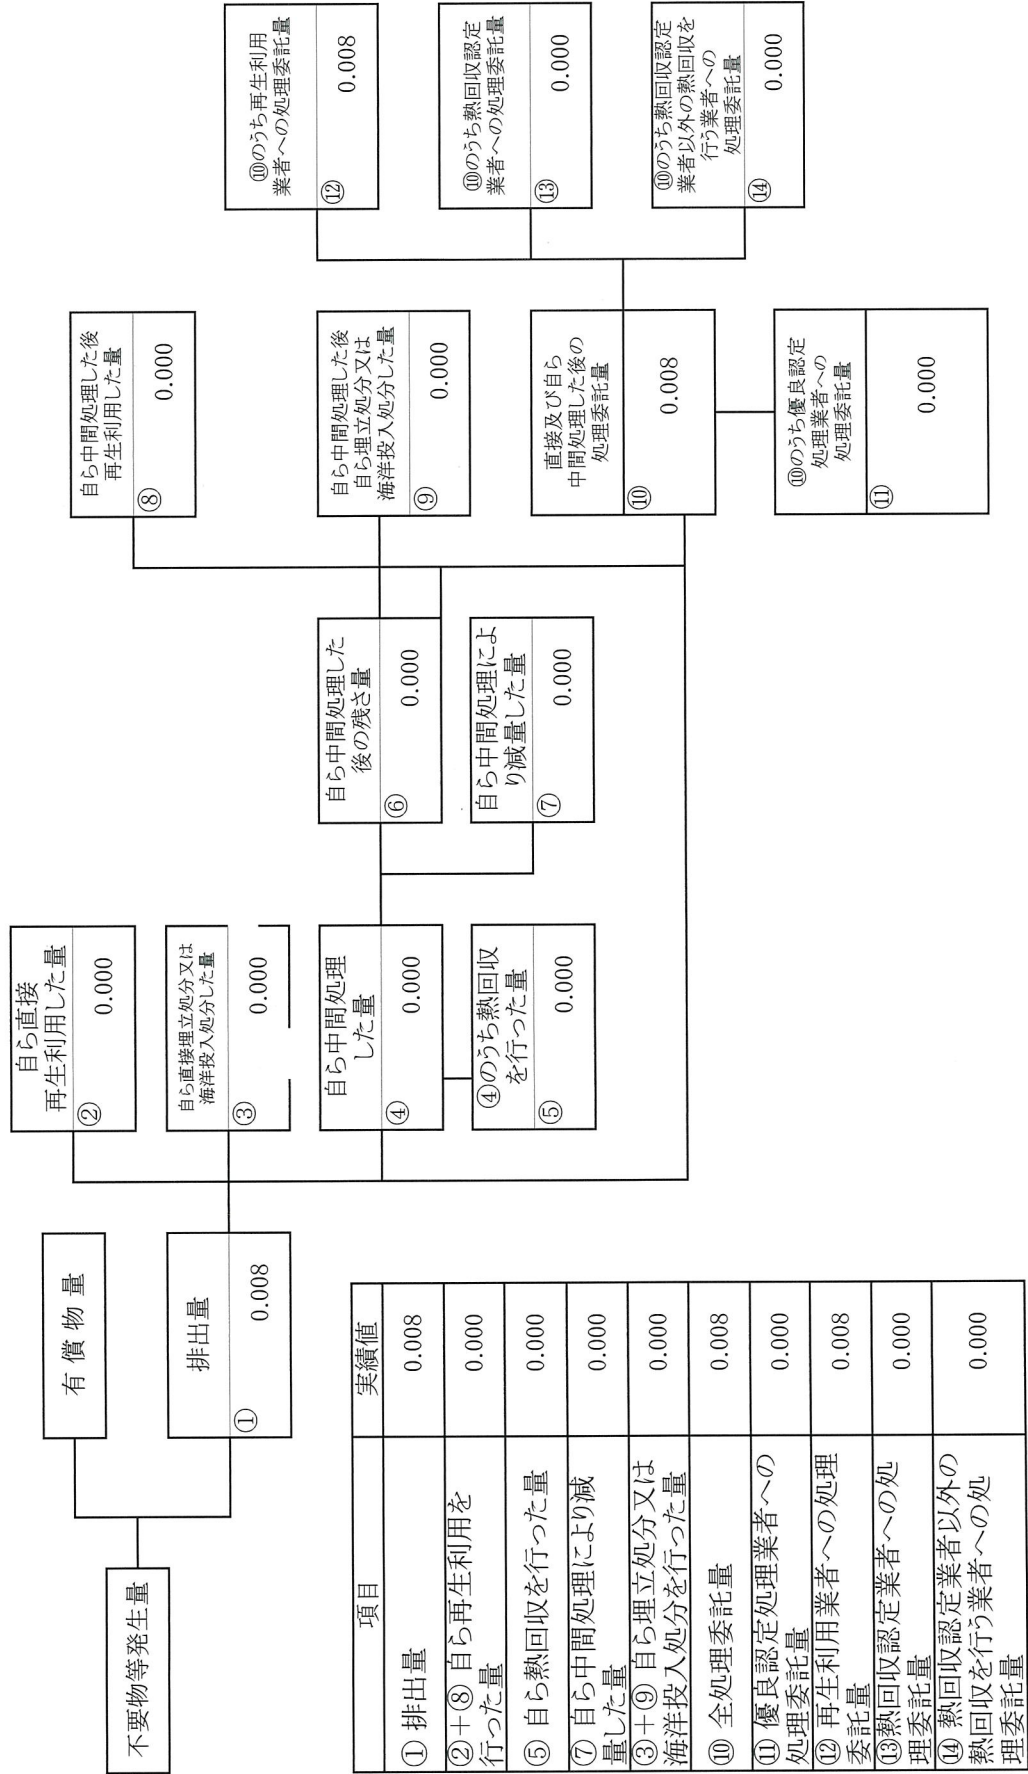 不要物等発生量
有 償 物 量
排出量
①
0.008
自ら直接
再生利用した量
②
0.000
自ら直接埋立処分又は
海洋投入処分した量
③
0.000
自ら中間処理
した量
④
0.000
④のうち熱回収
を行った量
⑤
0.000
自ら中間処理した
後の残さ量
⑥
0.000
自ら中間処理によ
り減量した量
⑦
0.000
自ら中間処理した後
再生利用した量
⑧
0.000
自ら中間処理した後
自ら埋立処分又は
海洋投入処分した量
⑨
0.000
直接及び自ら
中間処理した後の
処理委託量
⑩
0.008
⑩のうち優良認定
処理業者への
処理委託量
⑪
0.000
⑩のうち再生利用
業者への処理委託量
⑫
0.008
⑩のうち熱回収認定
業者への処理委託量
⑬
0.000
⑩のうち熱回収認定
業者以外の熱回収を
行う業者への
処理委託量
⑭
0.000
項目 実績値
① 排出量 0.008
②+⑧ 自ら再生利用を
行った量 0.000
⑤ 自ら熱回収を行った量 0.000
⑦ 自ら中間処理により減
量した量 0.000
③+⑨ 自ら埋立処分又は
海洋投入処分を行った量 0.000
⑩ 全処理委託量 0.008
⑪ 優良認定処理業者への
処理委託量 0.000
⑫ 再生利用業者への処理
委託量 0.008
⑬熱回収認定業者への処
理委託量 0.000
⑭ 熱回収認定業者以外の
熱回収を行う業者への処
理委託量 0.000